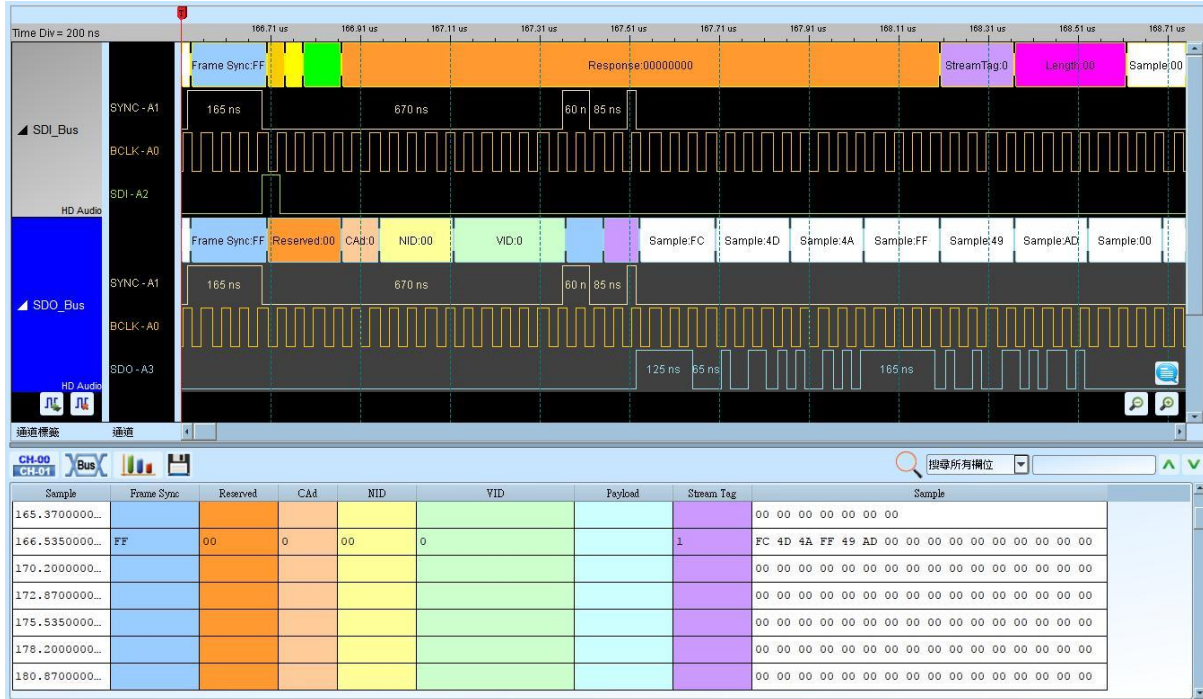 Time Div = 200 ns
166.71 us 166.91 us 167.11 us 167.31 us 167.51 us 167.71 us 167.91 us 168.11 us 168.31 us 168.51 us 168.71 us
Frame Sync:FF Response:00000000 StreamTag:0 Length:00 Sample:00
SYNC - A1 165 ns 670 ns 60 n 85 ns
SDI_Bus
BCLK - A0
SDI - A2
HD Audio
Frame Sync:FF Reserved:00 CAd:0 NID:00 VID:0 Sample:FC Sample:4D Sample:4A Sample:FF Sample:49 Sample:AD Sample:00
SYNC - A1 165 ns 670 ns 60 n 85 ns
SDO_Bus
BCLK - A0
SDO - A3 125 ns 65 ns 165 ns
HD Audio
通道標籤 通道
CH-00
CH-01
Bus
搜尋所有欄位
Sample Frame Sync Reserved CAd NID VID Payload Stream Tag Sample
165.3700000... 00 00 00 00 00 00 00
166.5350000... FF 00 0 00 0 1 FC 4D 4A FF 49 AD 00 00 00 00 00 00 00 00 00 00
170.2000000... 00 00 00 00 00 00 00 00 00 00 00 00 00 00 00 00
172.8700000... 00 00 00 00 00 00 00 00 00 00 00 00 00 00 00 00
175.5350000... 00 00 00 00 00 00 00 00 00 00 00 00 00 00 00 00
178.2000000... 00 00 00 00 00 00 00 00 00 00 00 00 00 00 00 00
180.8700000... 00 00 00 00 00 00 00 00 00 00 00 00 00 00 00 00